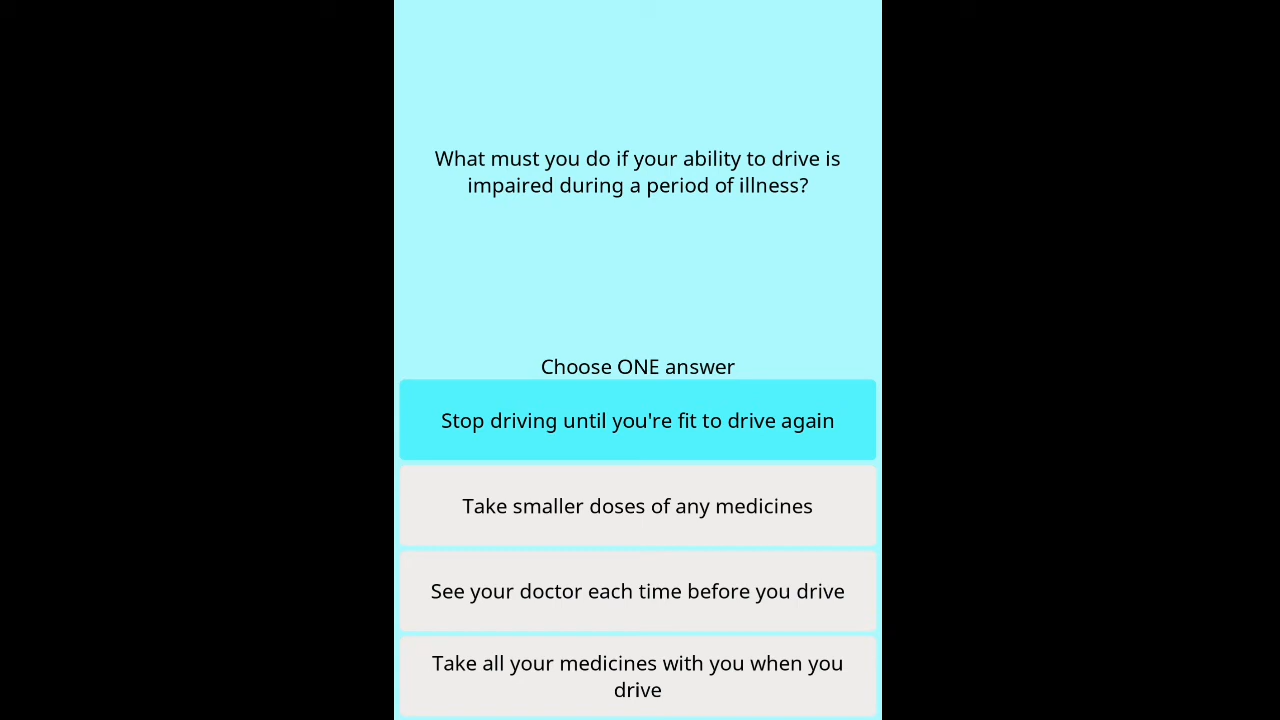 What must you do if your ability to drive is
impaired during a period of illness?
Choose ONE answer
Stop driving until you're fit to drive again
Take smaller doses of any medicines
See your doctor each time before you drive
Take all your medicines with you when you
drive